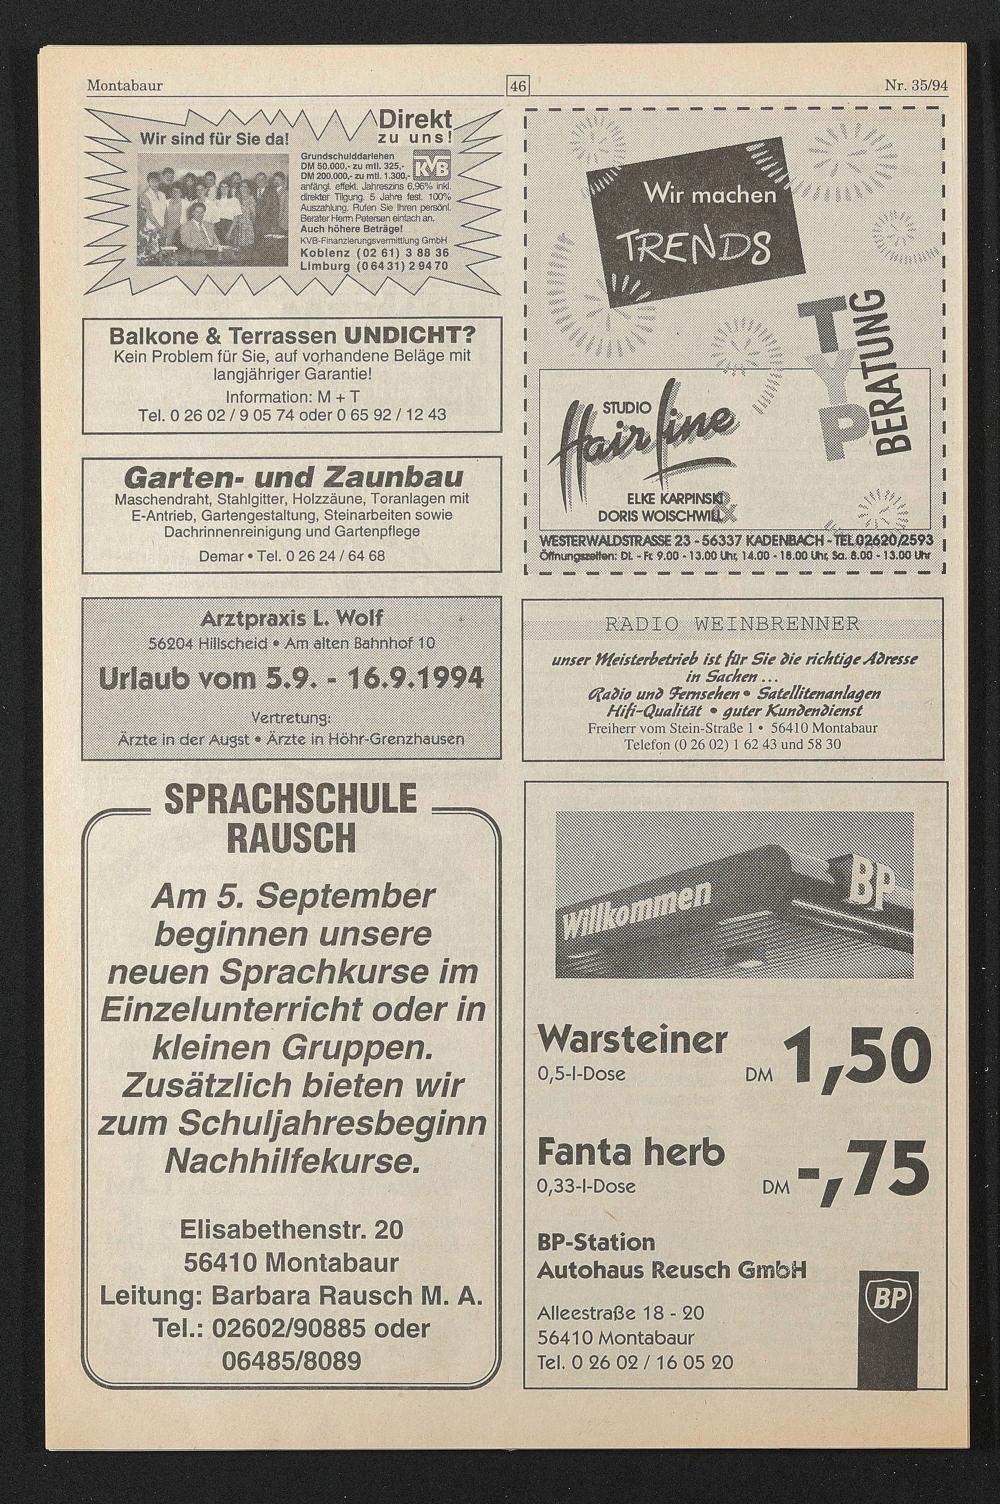 Montabaur
46
Nr. 35/94
Wir sind für Sie da!
Direkt
zu uns!
Grundschulddarlehen
DM 50.000,- zu mtl. 325,-
DM 200.000,- zu mtl. 1.300,-
KVB
anfängl. effekt. Jahreszins 6,96% inkl.
direkter Tilgung. 5 Jahre fest. 100%
Auszahlung. Rufen Sie Ihren persönl.
Berater Herrn Petersen einfach an.
Auch höhere Beträge!
KVB-Finanzierungsvermittlung GmbH
Koblenz (02 61) 3 88 36
Limburg (0 64 31) 2 94 70
Balkone & Terrassen UNDICHT?
Kein Problem für Sie, auf vorhandene Beläge mit
langjähriger Garantie!
Information: M + T
Tel. 0 26 02 / 9 05 74 oder 0 65 92 / 12 43
Garten- und Zaunbau
Maschendraht, Stahlgitter, Holzzäune, Toranlagen mit
E-Antrieb, Gartengestaltung, Steinarbeiten sowie
Dachrinnenreinigung und Gartenpflege
Demar • Tel. 0 26 24 / 64 68
Arztpraxis L. Wolf
56204 Hillscheid • Am alten Bahnhof 10
Urlaub vom 5.9. - 16.9.1994
Vertretung:
Ärzte in der Augst • Ärzte in Höhr-Grenzhausen
SPRACHSCHULE
RAUSCH
Am 5. September
beginnen unsere
neuen Sprachkurse im
Einzelunterricht oder in
kleinen Gruppen.
Zusätzlich bieten wir
zum Schuljahresbeginn
Nachhilfekurse.
Elisabethenstr. 20
56410 Montabaur
Leitung: Barbara Rausch M. A.
Tel.: 02602/90885 oder
06485/8089
Wir machen
TRENDS
TYP
BERATUNG
STUDIO
Hairline
ELKE KARPINSKI
&
DORIS WOISCHWILL
WESTERWALDSTRASSE 23 - 56337 KADENBACH - TEL.02620/2593
Öffnungszeiten: Di. - Fr. 9.00 - 13.00 Uhr, 14.00 - 18.00 Uhr, Sa. 8.00 - 13.00 Uhr
RADIO WEINBRENNER
unser Meisterbetrieb ist für Sie die richtige Adresse
in Sachen ...
Radio und Fernsehen • Satellitenanlagen
Hifi-Qualität • guter Kundendienst
Freiherr vom Stein-Straße 1 • 56410 Montabaur
Telefon (0 26 02) 1 62 43 und 58 30
Willkommen
BP
Warsteiner
0,5-l-Dose
DM 1,50
Fanta herb
0,33-l-Dose
DM -,75
BP-Station
Autohaus Reusch GmbH
Alleestraße 18 - 20
56410 Montabaur
Tel. 0 26 02 / 16 05 20
BP